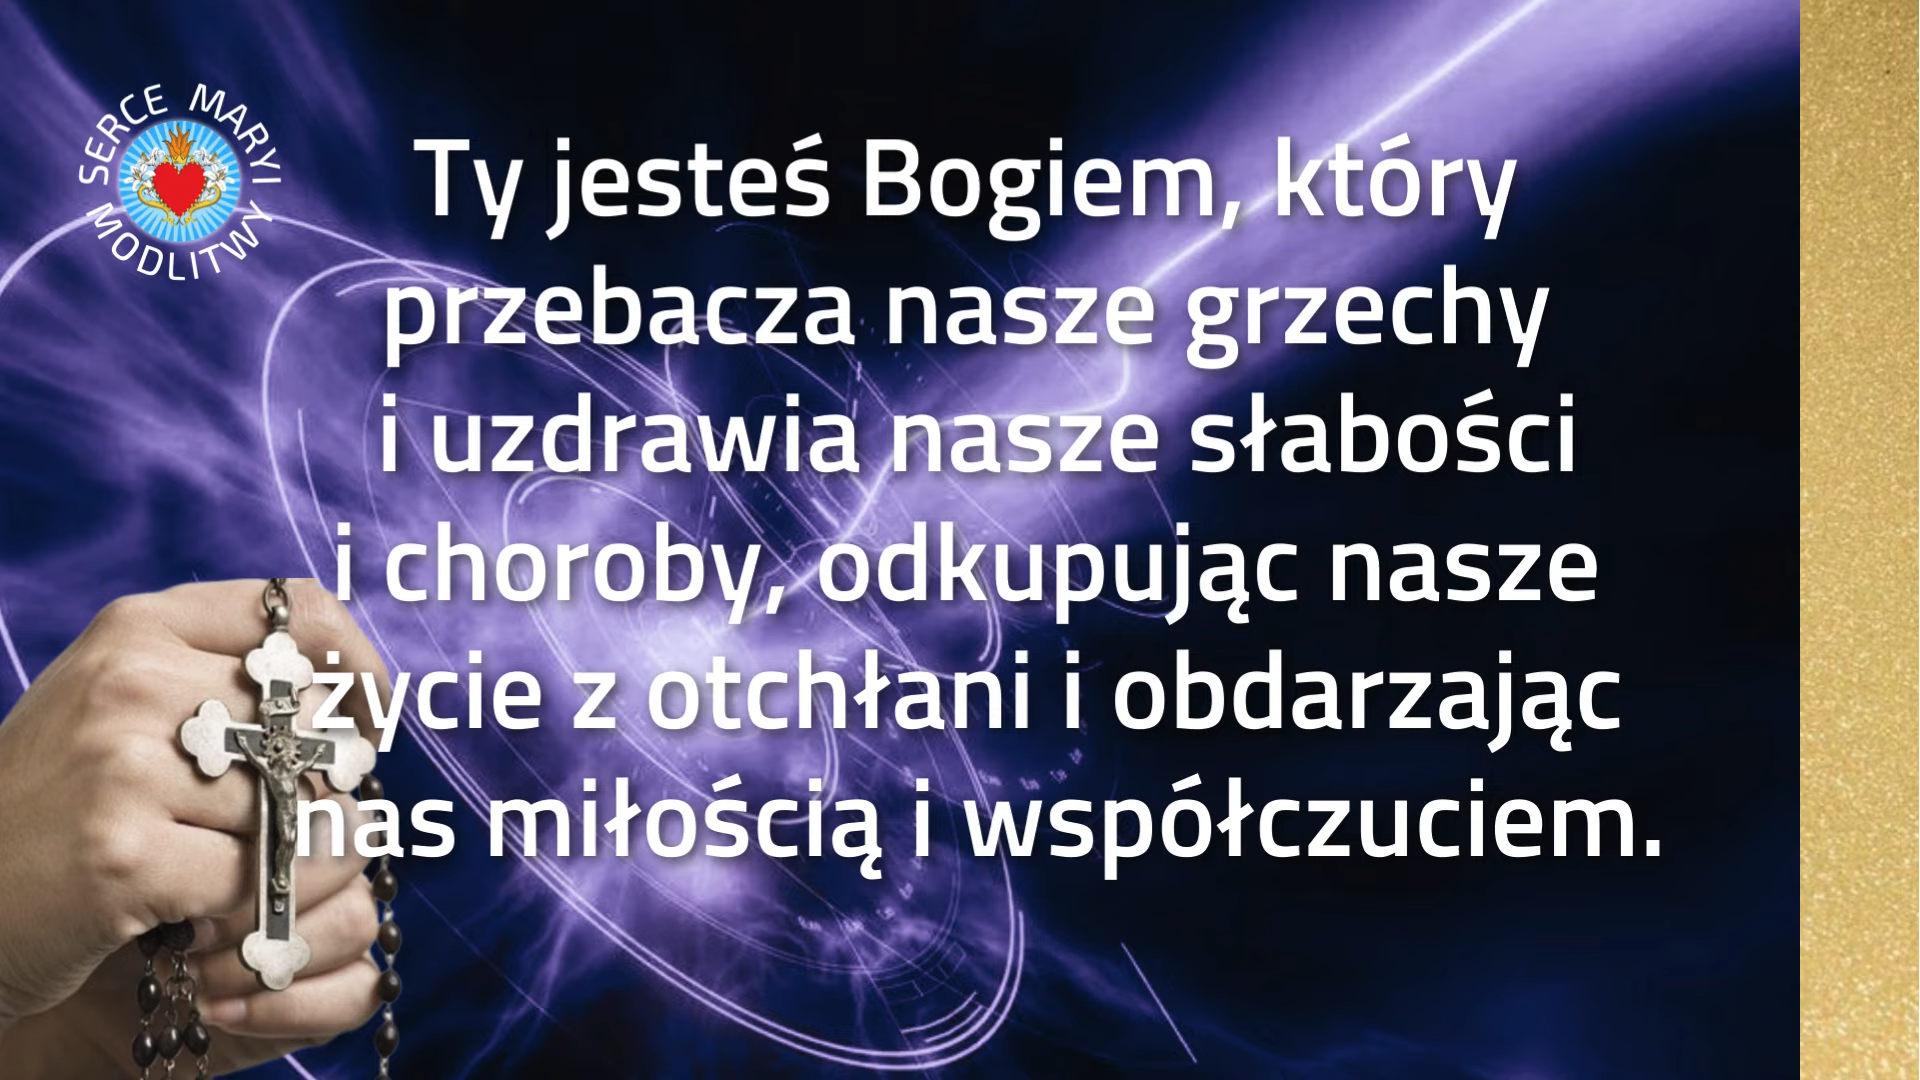 SERCE MARYI
MODLITWY
Ty jesteś Bogiem, który
przebacza nasze grzechy
i uzdrawia nasze słabości
i choroby, odkupując nasze
życie z otchłani i obdarzając
nas miłością i współczuciem.